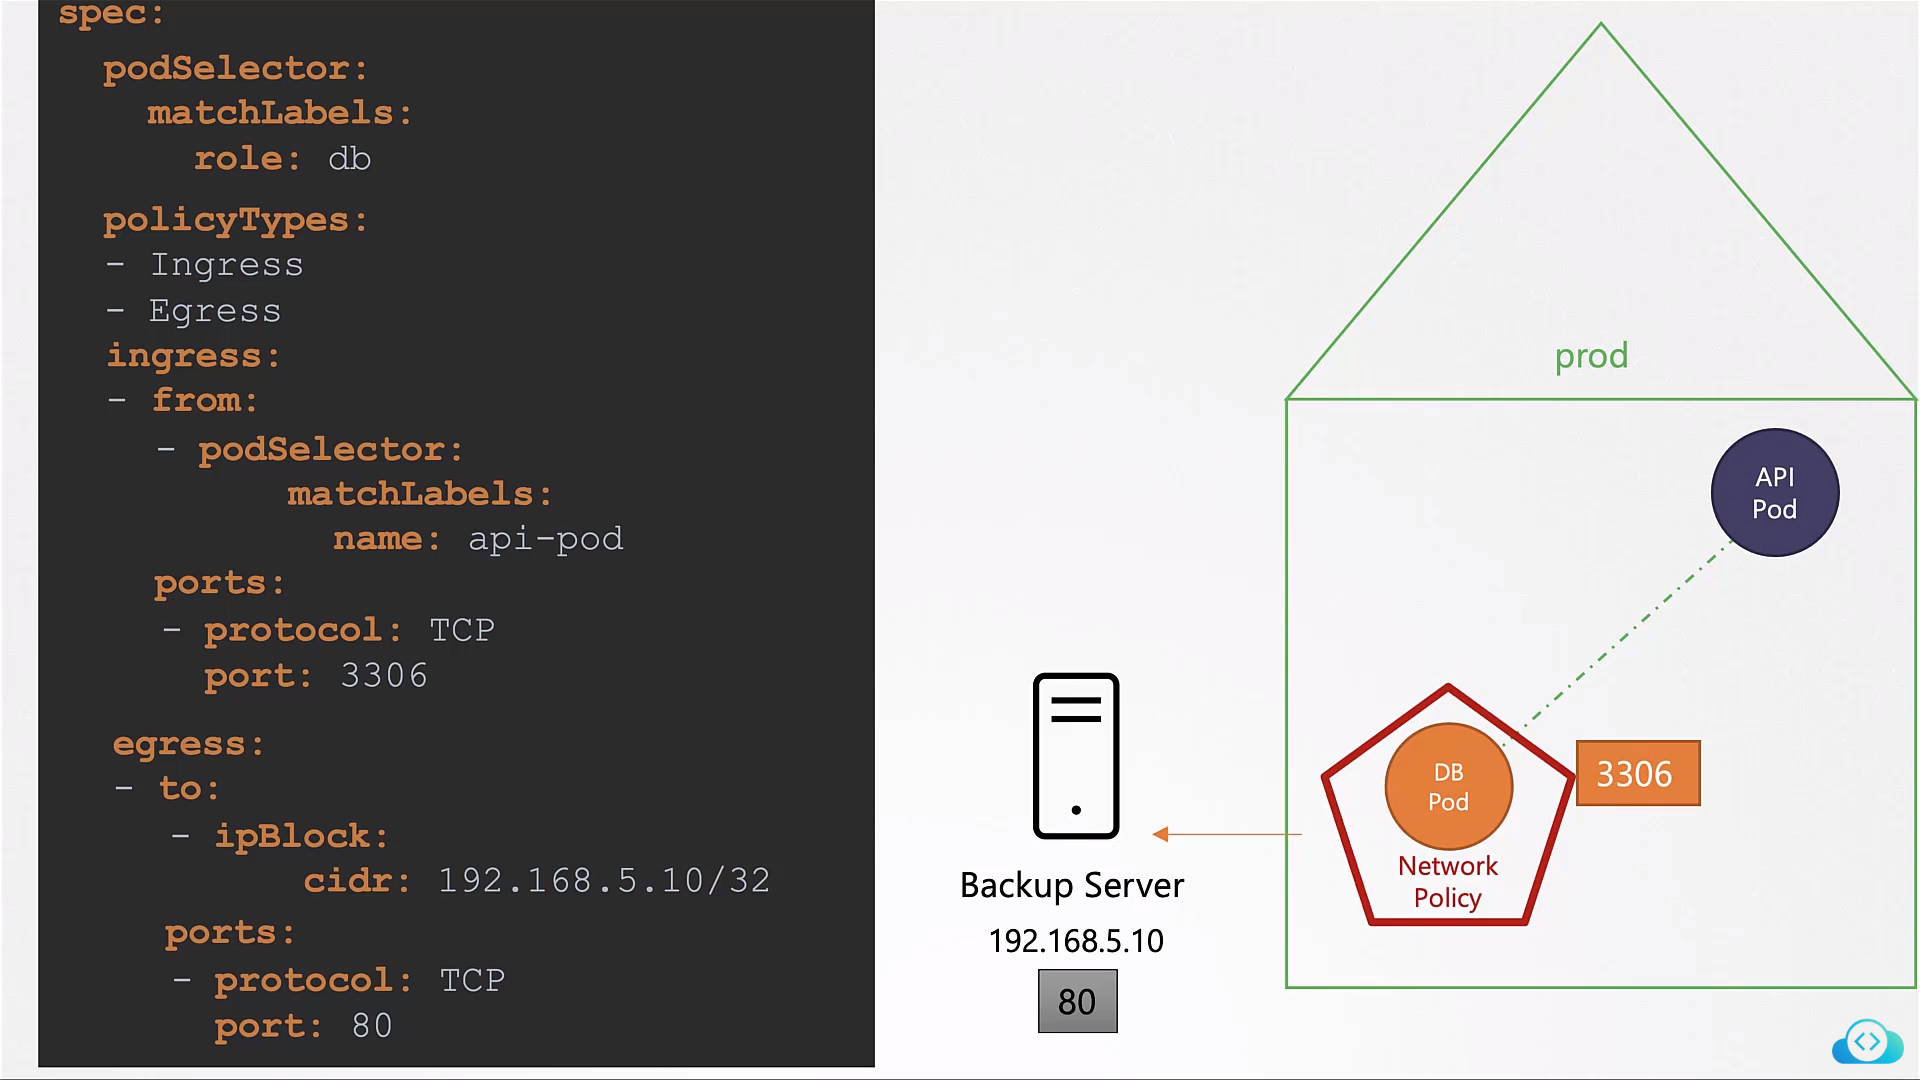 spec:
podSelector:
matchLabels:
role: db
policyTypes:
- Ingress
- Egress
ingress:
- from:
- podSelector:
matchLabels:
name: api-pod
ports:
- protocol: TCP
port: 3306
egress:
- to:
- ipBlock:
cidr: 192.168.5.10/32
ports:
- protocol: TCP
port: 80
prod
API
Pod
DB
Pod
3306
Network
Policy
Backup Server
192.168.5.10
80